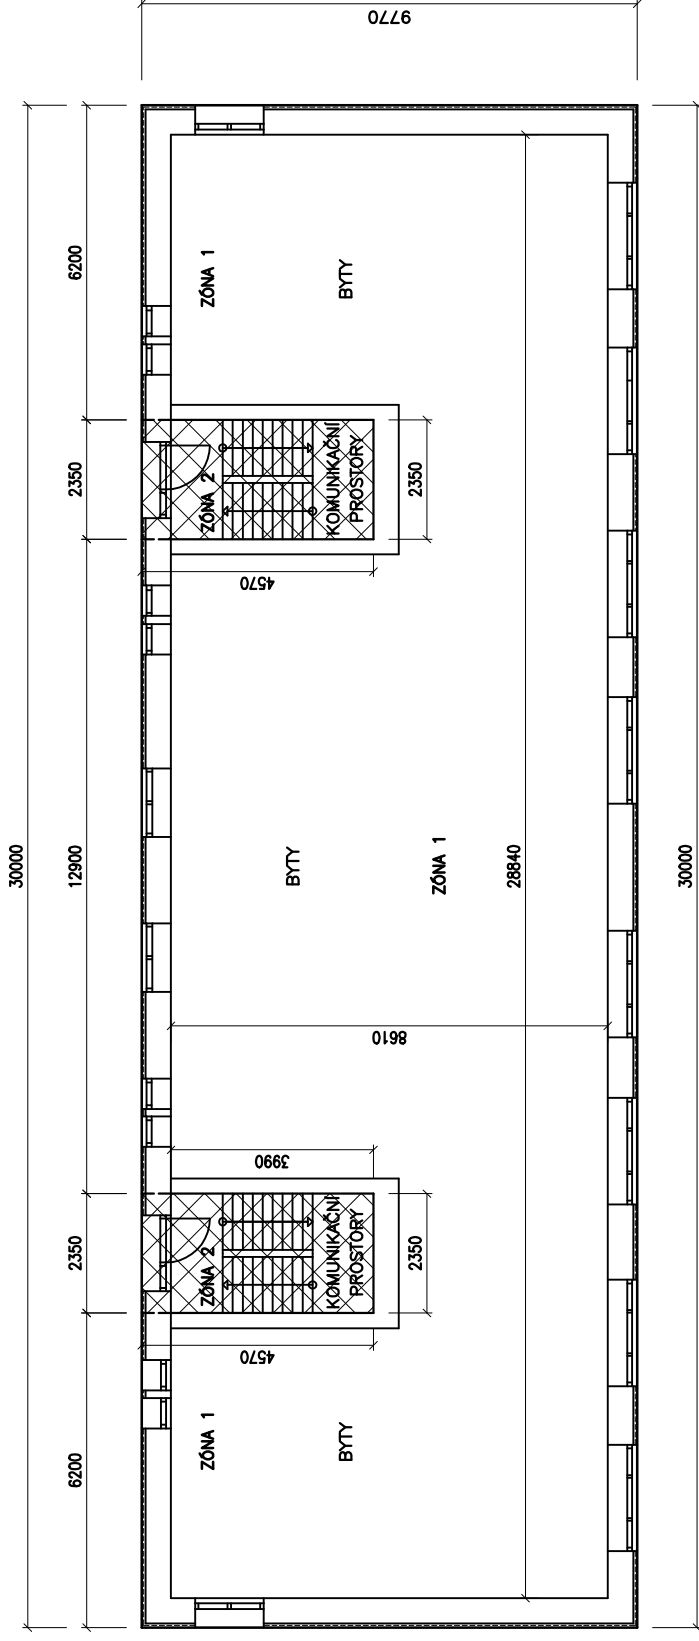 9770
30000
6200
2350
12900
2350
6200
ZÓNA 1
BYTY
ZÓNA 2
KOMUNIKAČNÍ
PROSTORY
2350
4570
BYTY
ZÓNA 1
28840
8610
3990
ZÓNA 2
KOMUNIKAČNÍ
PROSTORY
2350
4570
ZÓNA 1
BYTY
30000